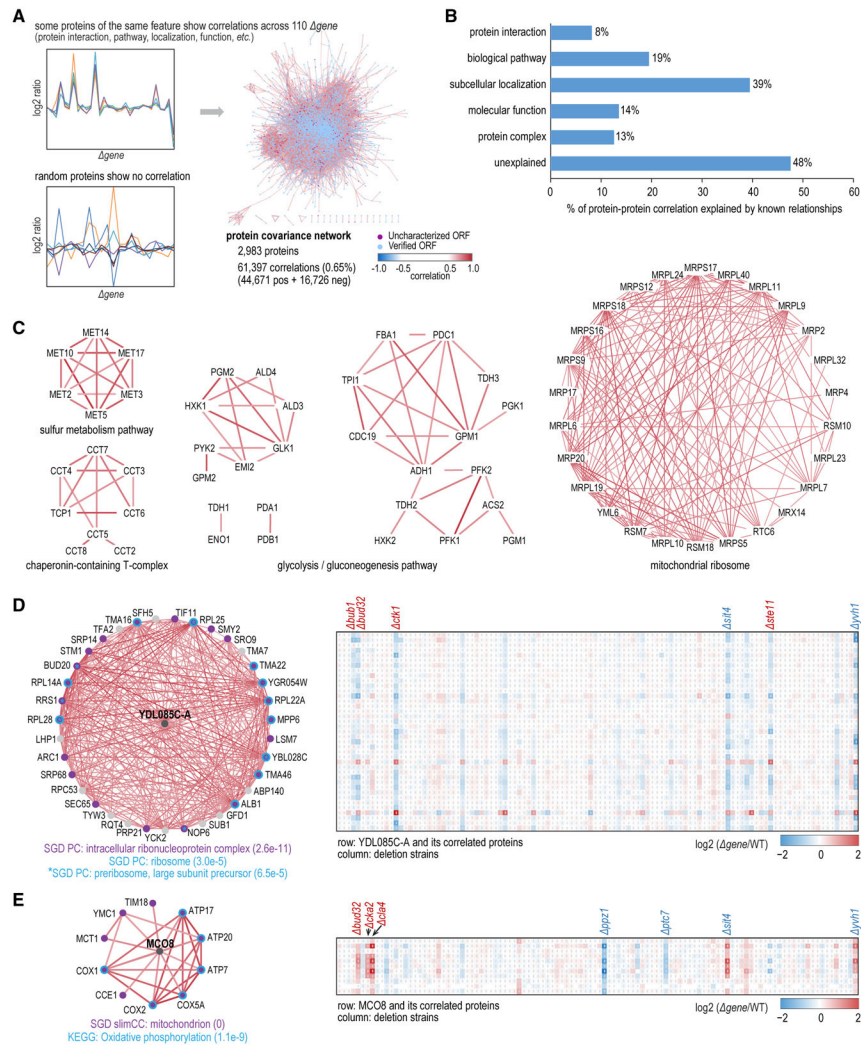 A
some proteins of the same feature show correlations across 110 Δgene
(protein interaction, pathway, localization, function, etc.)
log2 ratio
Δgene
random proteins show no correlation
log2 ratio
Δgene
protein covariance network
2,983 proteins
61,397 correlations (0.65%)
(44,671 pos + 16,726 neg)
Uncharacterized ORF
Verified ORF
-1.0 -0.5 0.5 1.0
correlation
B
protein interaction 8%
biological pathway 19%
subcellular localization 39%
molecular function 14%
protein complex 13%
unexplained 48%
0 10 20 30 40 50 60
% of protein-protein correlation explained by known relationships
C
MET14
MET10 MET17
MET2 MET3
MET5
sulfur metabolism pathway
CCT7
CCT4 CCT3
TCP1 CCT6
CCT5
CCT8 CCT2
chaperonin-containing T-complex
PGM2 ALD4
HXK1 ALD3
PYK2 GLK1
EMI2
GPM2
TDH1 PDA1
ENO1 PDB1
FBA1 PDC1
TPI1 TDH3
PGK1
CDC19 GPM1
ADH1 PFK2
TDH2 ACS2
HXK2 PFK1 PGM1
glycolysis / gluconeogenesis pathway
MRPS17
MRPL24 MRPL40
MRPS12 MRPL11
MRPS18 MRPL9
MRPS16 MRP2
MRPS9 MRPL32
MRP17 MRP4
MRPL6 RSM10
MRP20 MRPL23
MRPL19 MRPL7
YML6 MRX14
RSM7 RTC6
MRPL10 MRPS5
RSM18
mitochondrial ribosome
D
SFH5 TIF11
TMA16 RPL25
TFA2 SMY2
SRP14 SRO9
STM1 TMA7
BUD20 TMA22
RPL14A YGR054W
RRS1 RPL22A
YDL085C-A
RPL28 MPP6
LHP1 LSM7
ARC1 YBL028C
SRP68 TMA46
RPC53 ABP140
SEC65 ALB1
TYW3 GFD1
RQT4 SUB1
PRP21 NOP6
YCK2
SGD PC: intracellular ribonucleoprotein complex (2.6e-11)
SGD PC: ribosome (3.0e-5)
*SGD PC: preribosome, large subunit precursor (6.5e-5)
Δbub1
Δbud32
Δctk1
Δsit4
Δste11
Δyvh1
row: YDL085C-A and its correlated proteins
column: deletion strains
log2 (Δgene/WT)
−2 0 2
E
TIM18
YMC1 ATP17
MCT1 ATP20
MCO8
COX1 ATP7
CCE1 COX5A
COX2
SGD slimCC: mitochondrion (0)
KEGG: Oxidative phosphorylation (1.1e-9)
Δbud32
Δcka2
Δcla4
Δppz1
Δptc7
Δsit4
Δyvh1
row: MCO8 and its correlated proteins
column: deletion strains
log2 (Δgene/WT)
−2 0 2